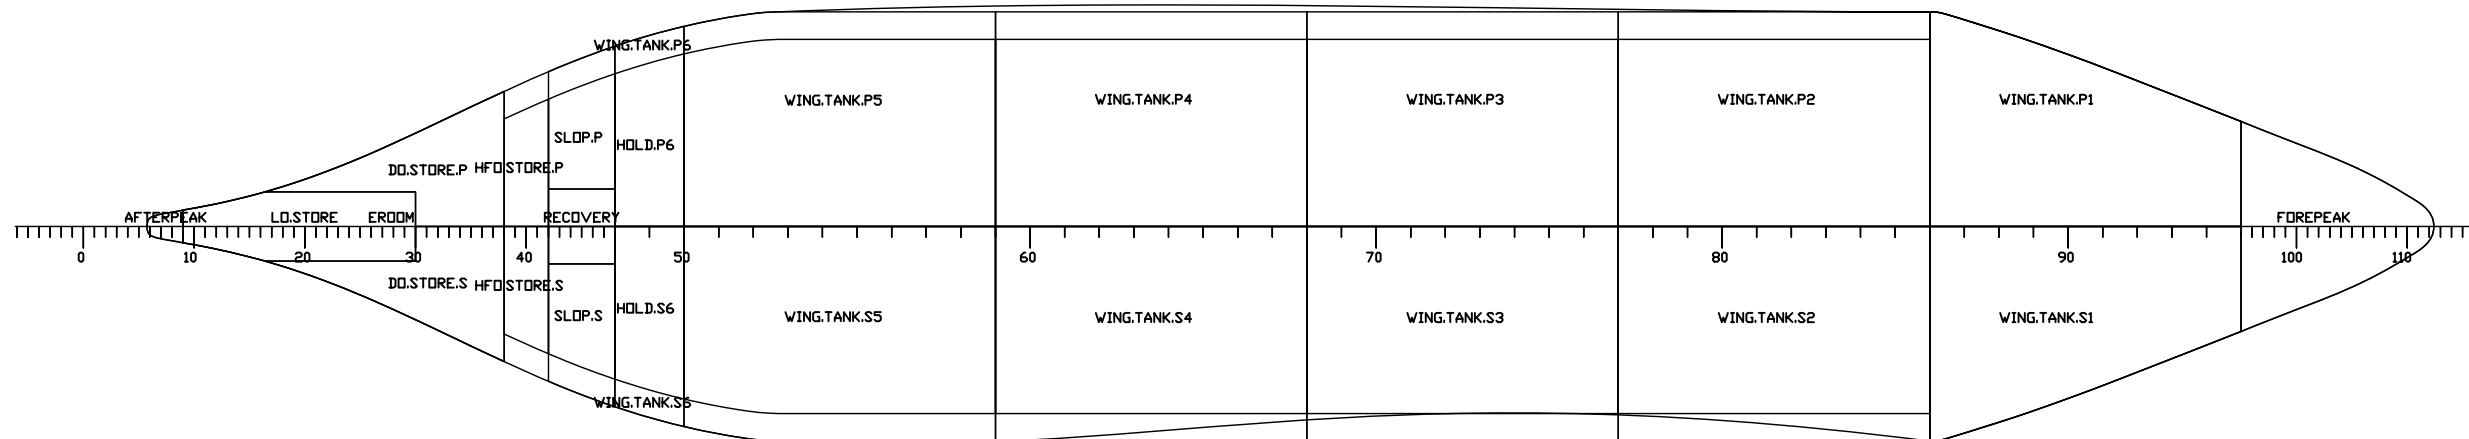 WING.TANK.P6
WING.TANK.P5 WING.TANK.P4 WING.TANK.P3 WING.TANK.P2 WING.TANK.P1
SLOP.P HOLD.P6
DO.STORE.P HFO STORE.P
AFTERPEAK LO.STORE EROOM RECOVERY FOREPEAK
0 10 20 30 40 50 60 70 80 90 100 110
DO.STORE.S HFO STORE.S
SLOP.S HOLD.S6
WING.TANK.S5 WING.TANK.S4 WING.TANK.S3 WING.TANK.S2 WING.TANK.S1
WING.TANK.S6